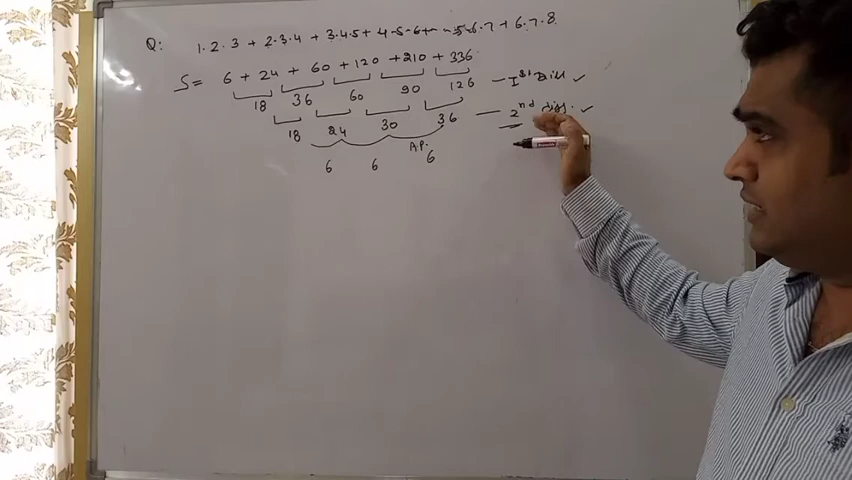 Q: 1·2·3 + 2·3·4 + 3·4·5 + 4·5·6 + 5·6·7 + 6·7·8
S = 6 + 24 + 60 + 120 + 210 + 336
18 36 60 90 126 — Ist Diff ✓
18 24 30 36 — 2nd diff. ✓
A.P.
6 6 6